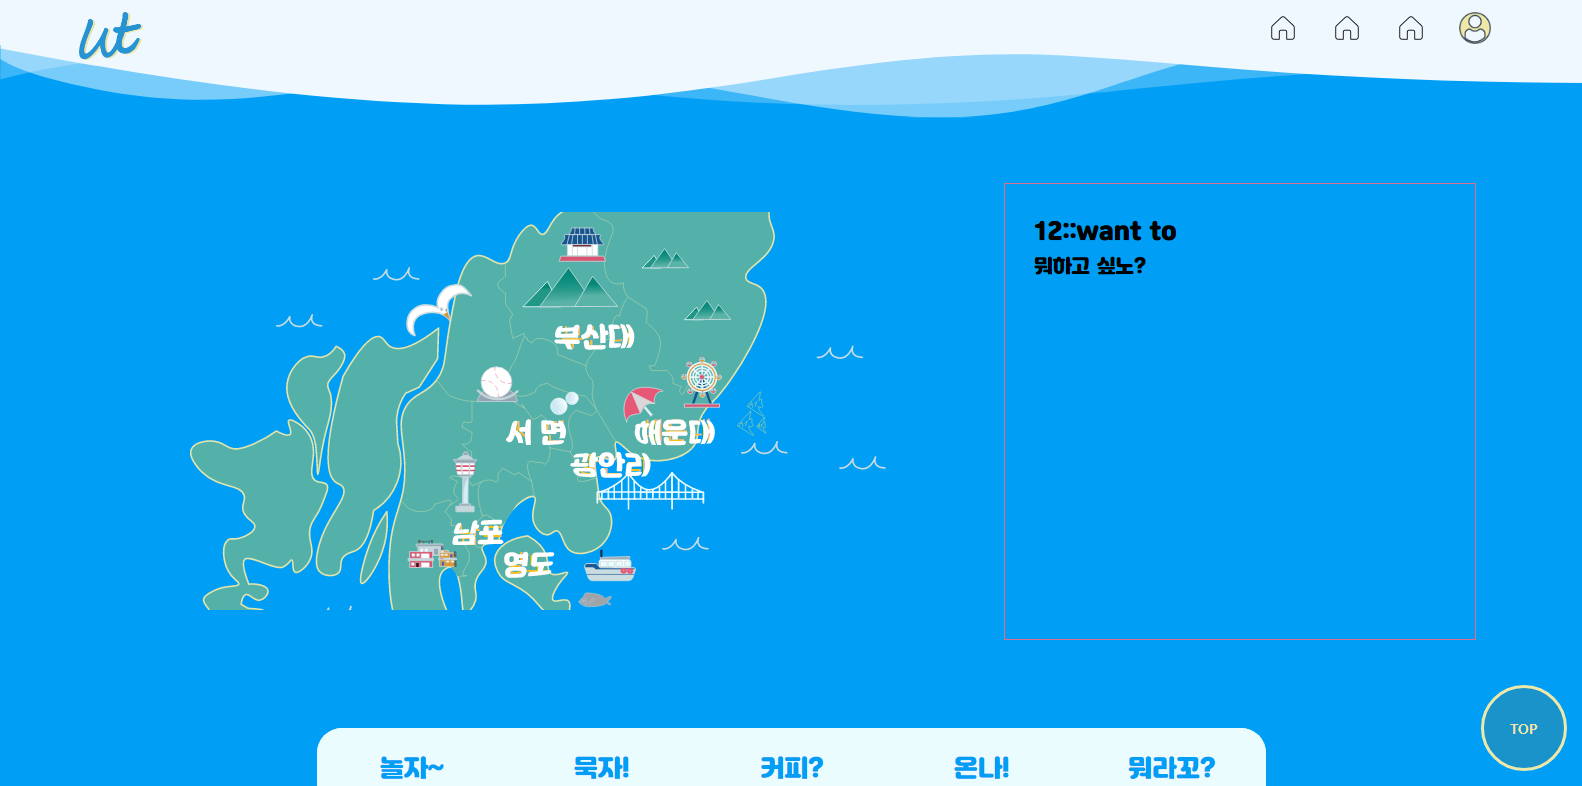 wt
12::want to
뭐하고 싶노?
부산대
서 면
해운대
광안리
남포
영도
TOP
놀자~
묵자!
커피?
온나!
뭐라꼬?